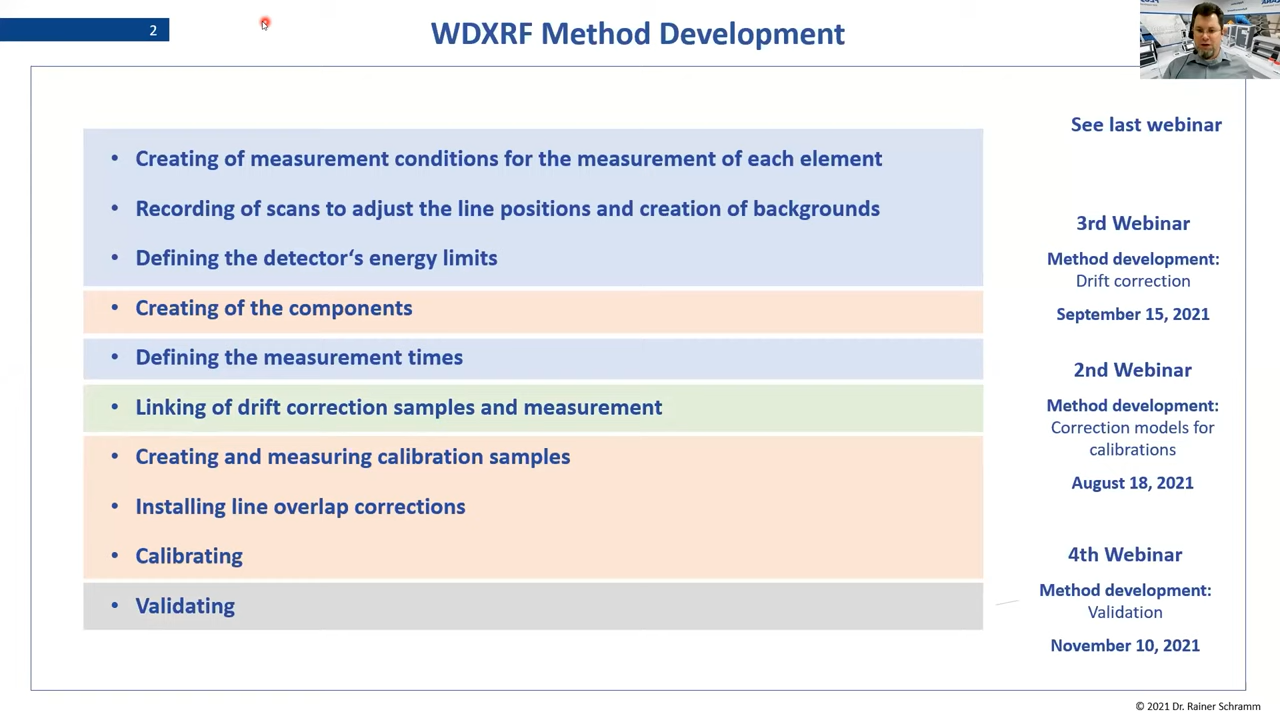 2
WDXRF Method Development
• Creating of measurement conditions for the measurement of each element
• Recording of scans to adjust the line positions and creation of backgrounds
• Defining the detector‘s energy limits
• Creating of the components
• Defining the measurement times
• Linking of drift correction samples and measurement
• Creating and measuring calibration samples
• Installing line overlap corrections
• Calibrating
• Validating
See last webinar
3rd Webinar
Method development:
Drift correction
September 15, 2021
2nd Webinar
Method development:
Correction models for
calibrations
August 18, 2021
4th Webinar
Method development:
Validation
November 10, 2021
© 2021 Dr. Rainer Schramm